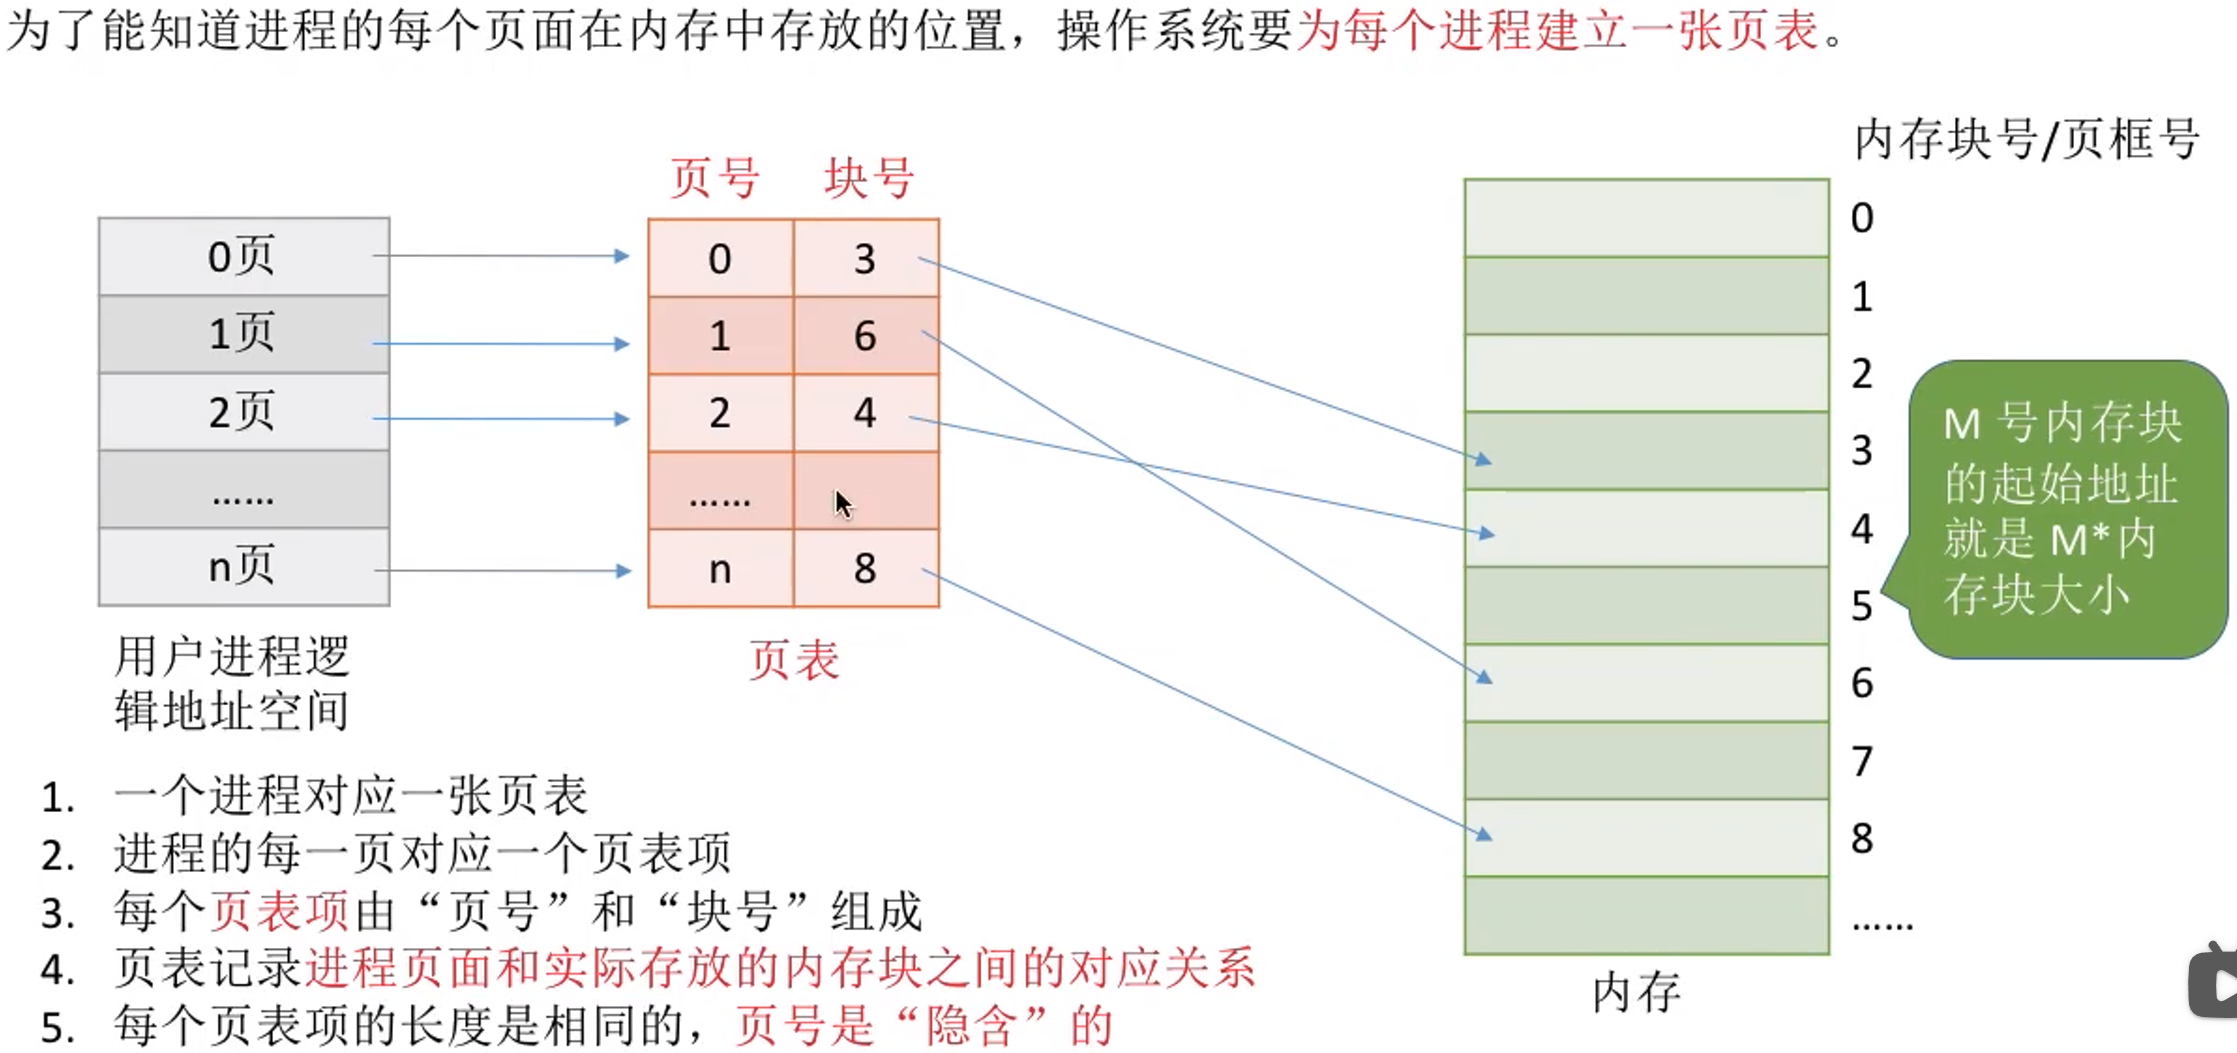 为了能知道进程的每个页面在内存中存放的位置，操作系统要为每个进程建立一张页表。
内存块号/页框号
页号 块号
0页
1页
2页
……
n页
用户进程逻
辑地址空间
0 3
1 6
2 4
……
n 8
页表
0
1
2
3
4
5
6
7
8
……
内存
M 号内存块
的起始地址
就是 M*内
存块大小
1. 一个进程对应一张页表
2. 进程的每一页对应一个页表项
3. 每个页表项由“页号”和“块号”组成
4. 页表记录进程页面和实际存放的内存块之间的对应关系
5. 每个页表项的长度是相同的，页号是“隐含”的